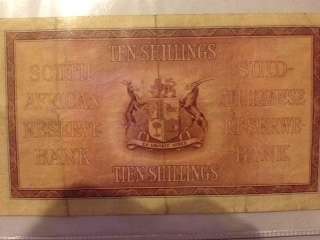 TEN SHILLINGS
SOUTH
AFRICAN
RESERVE
BANK
SUID-
AFRIKAANSE
RESERWE-
BANK
TIEN SHILLINGS